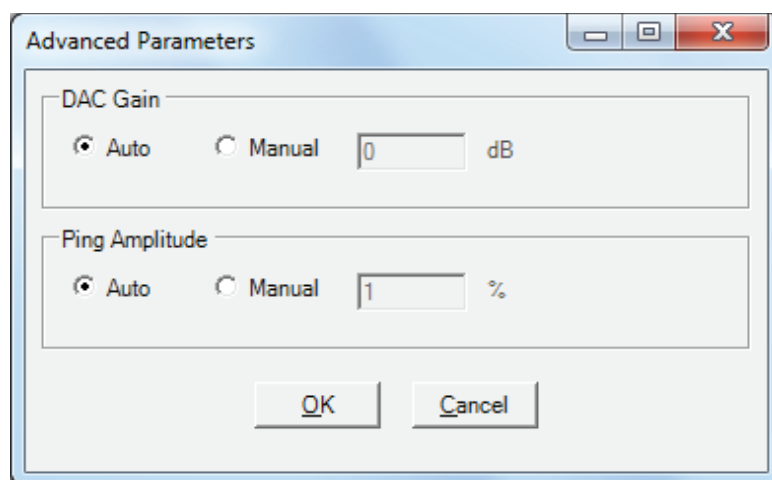 Advanced Parameters
DAC Gain
Auto Manual 0 dB
Ping Amplitude
Auto Manual 1 %
OK Cancel